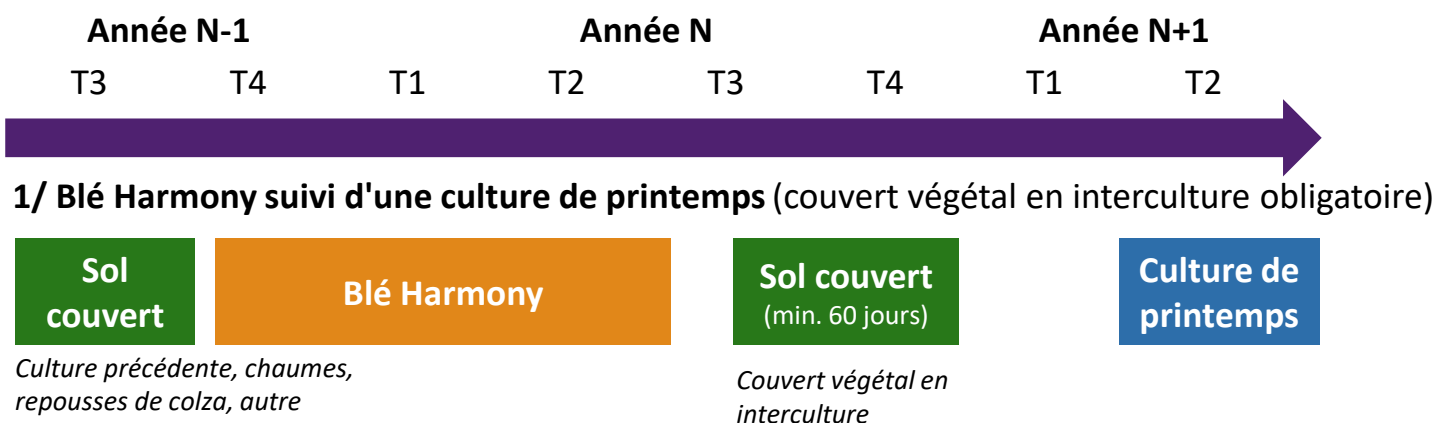 Année N-1 Année N Année N+1
T3 T4 T1 T2 T3 T4 T1 T2
1/ Blé Harmony suivi d'une culture de printemps (couvert végétal en interculture obligatoire)
Sol
couvert
Blé Harmony
Sol couvert
(min. 60 jours)
Culture de
printemps
Culture précédente, chaumes,
repousses de colza, autre
Couvert végétal en
interculture